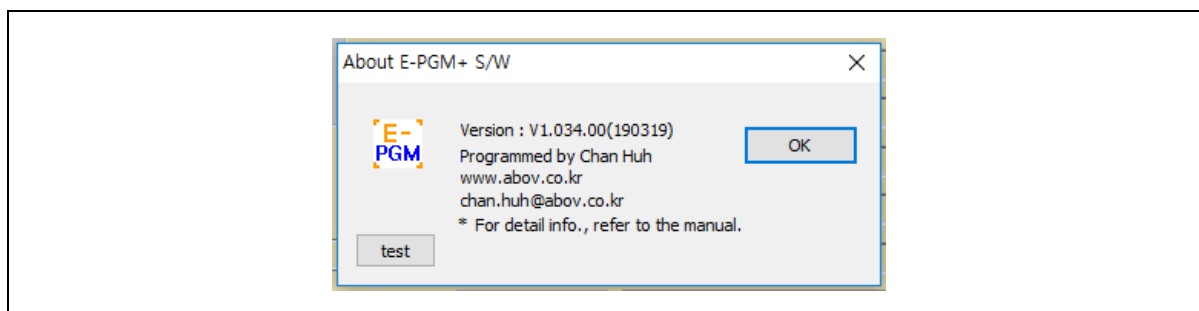 About E-PGM+ S/W
E-
PGM
Version : V1.034.00(190319)
Programmed by Chan Huh
www.abov.co.kr
chan.huh@abov.co.kr
* For detail info., refer to the manual.
OK
test